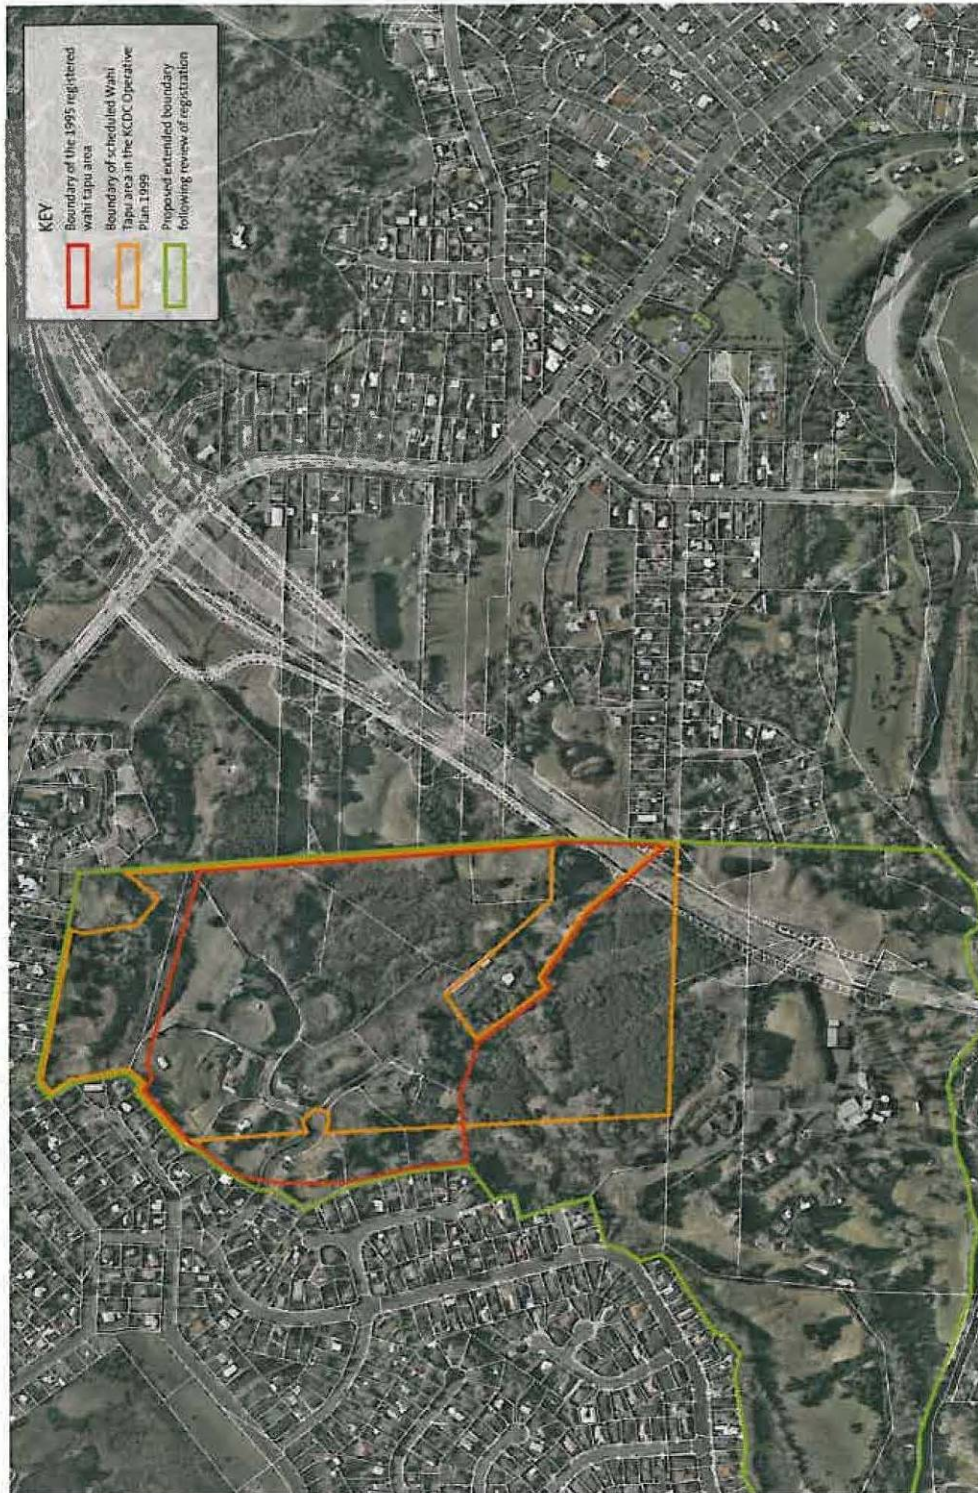 KEY
Boundary of the 1995 registered
wahi tapu area
Boundary of scheduled Wahi
Tapu area in the KCDC Operative
Plan 1999
Proposed extended boundary
following review of registration